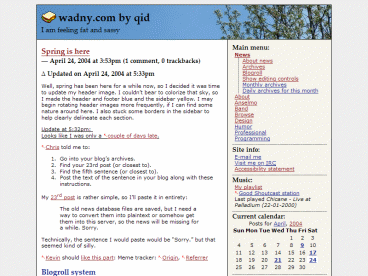 wadny.com by qid
I am feeling fat and sassy
Spring is here
— April 24, 2004 at 3:53pm (1 comment, 0 trackbacks)
Δ Updated on April 24, 2004 at 5:33pm
Well, spring has been here for a while now, so I decided it was time
to update my header image. I couldn't bear to colorize that sky, so
I made the header and footer blue and the sidebar yellow. I may
begin rotating header images more frequently, if I can find some
nature around here. I also stuck some borders in the sidebar to
help clearly delineate each section.
Update at 5:32pm:
Looks like I was only a couple of days late.
Chris told me to:
1. Go into your blog's archives.
2. Find your 23rd post (or closest to).
3. Find the fifth sentence (or closest to).
4. Post the text of the sentence in your blog along with these
instructions.
My 23rd post is rather simple, so I'll paste it in entirety:
The old news database files are saved, but I need a
way to convert them into plaintext or somehow get
them into this server, so the news will be missing for
a while. Sorry.
Technically, the sentence I would paste would be "Sorry." but that
seemed kind of silly.
Kevin should like this part: Meme tracker: Origin, Referrer
Blogroll system
Main menu:
News
About news
Archives
Blogroll
Show editing controls
Monthly archives
Daily archives for this month
About
Anselmo
Band
Browse
Design
Humor
Professional
Programming
Site info:
E-mail me
Visit me on IRC
Accessibility statement
Music:
My playlist
Good Shoutcast station
Last played Chicane - Live at
Palladium (12-01-2000)
Current calendar:
Posts for April, 2004
Sun Mun Tue Wed Thu Fri Sat
1 2 3
4 5 6 7 8 9 10
11 12 13 14 15 16 17
18 19 20 21 22 23 24
25 26 27 28 29 30